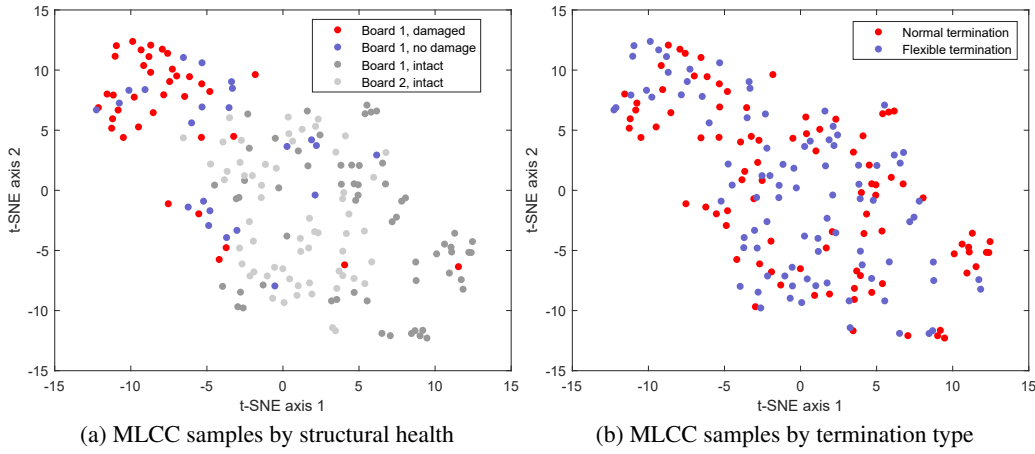 Board 1, damaged
Board 1, no damage
Board 1, intact
Board 2, intact
15
10
5
0
-5
-10
-15
t-SNE axis 2
-15
-10
-5
0
5
10
15
t-SNE axis 1
(a) MLCC samples by structural health
Normal termination
Flexible termination
15
10
5
0
-5
-10
-15
t-SNE axis 2
-15
-10
-5
0
5
10
15
t-SNE axis 1
(b) MLCC samples by termination type